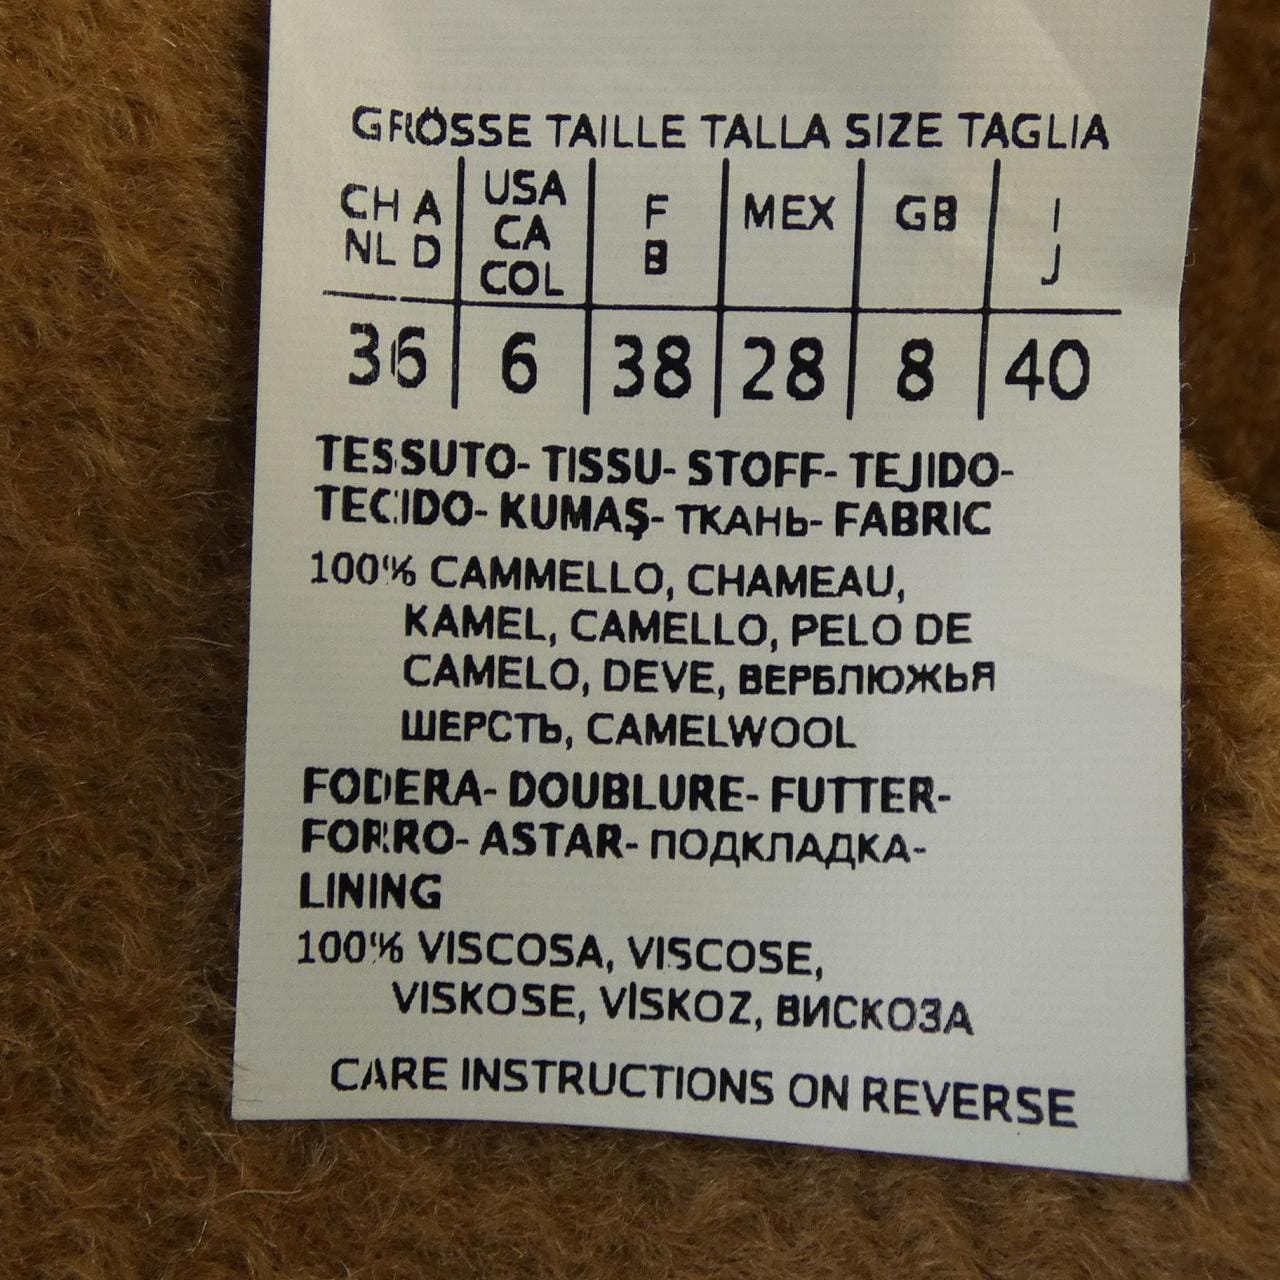 GRÖSSE TAILLE TALLA SIZE TAGLIA
CH A NL D | USA CA COL | F B | MEX | GB | I J
36 | 6 | 38 | 28 | 8 | 40
TESSUTO- TISSU- STOFF- TEJIDO-
TECIDO- KUMAŞ- ТКАНЬ- FABRIC
100% CAMMELLO, CHAMEAU,
KAMEL, CAMELLO, PELO DE
CAMELO, DEVE, ВЕРБЛЮЖЬЯ
ШЕРСТЬ, CAMELWOOL
FODERA- DOUBLURE- FUTTER-
FORRO- ASTAR- ПОДКЛАДКА-
LINING
100% VISCOSA, VISCOSE,
VISKOSE, VİSKOZ, ВИСКОЗА
CARE INSTRUCTIONS ON REVERSE